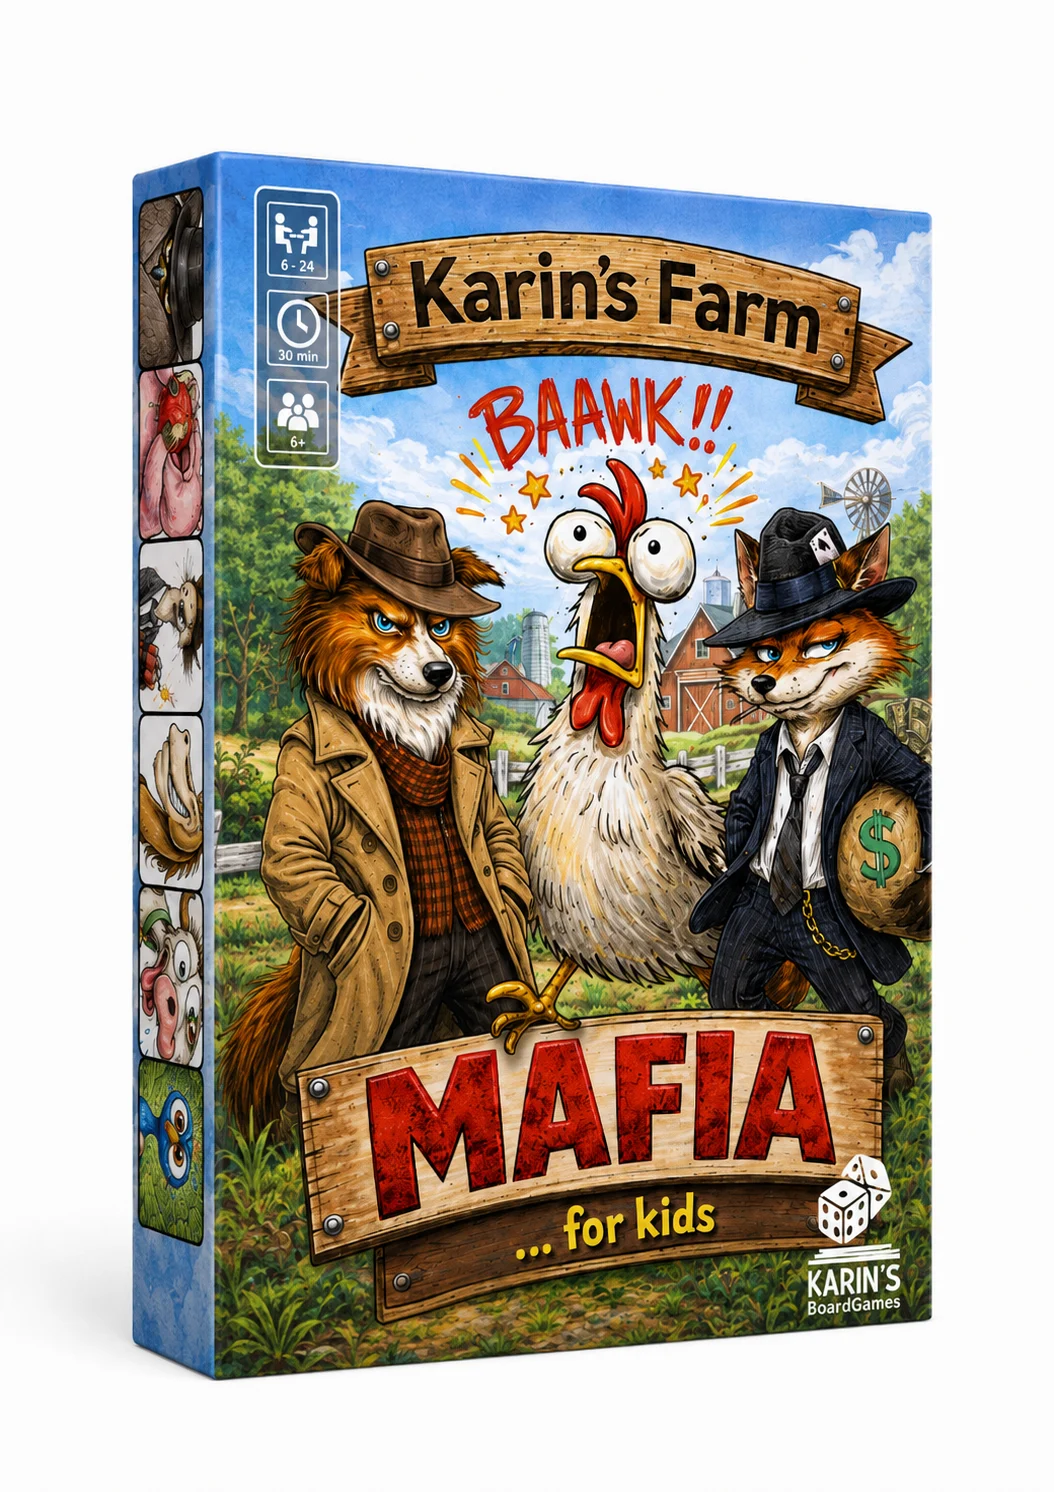 6 - 24
30 min
6+
Karin's Farm
BAAWK!!
$
MAFIA
... for kids
KARIN'S
BoardGames